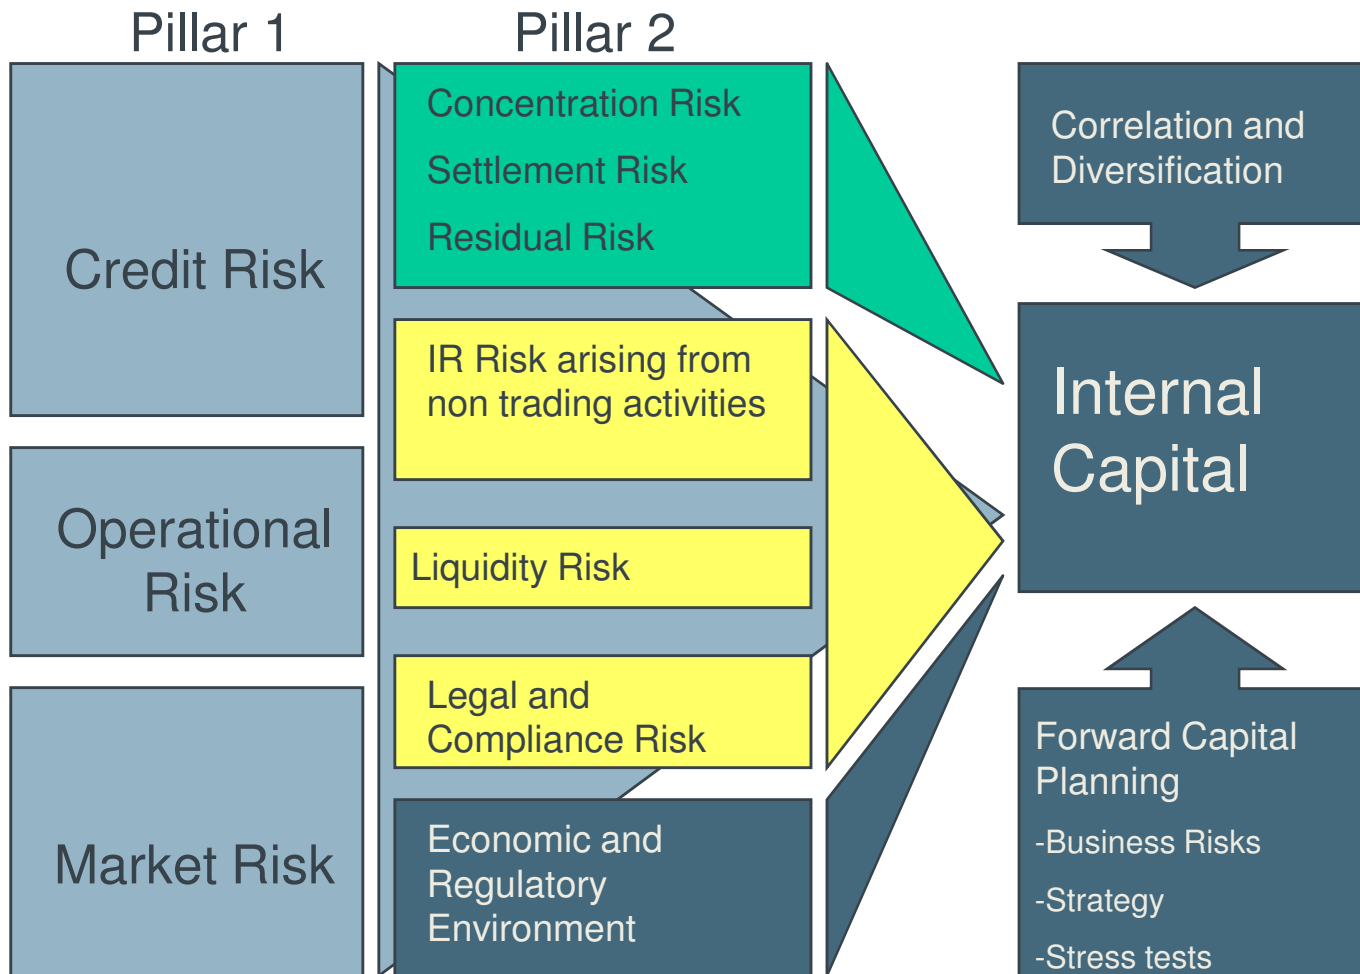 Pillar 1
Pillar 2
Credit Risk
Operational
Risk
Market Risk
Concentration Risk
Settlement Risk
Residual Risk
IR Risk arising from
non trading activities
Liquidity Risk
Legal and
Compliance Risk
Economic and
Regulatory
Environment
Correlation and
Diversification
Internal
Capital
Forward Capital
Planning
-Business Risks
-Strategy
-Stress tests